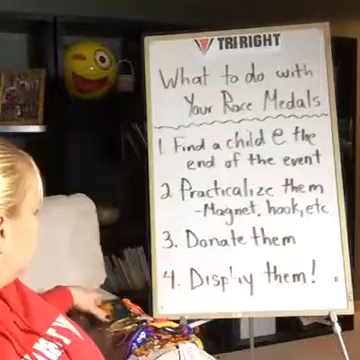 TRIRIGHT
What to do with
Your Race Medals
1. Find a child @ the
end of the event
2 Practicalize them
-Magnet, hook, etc.
3. Donate them
4. Display them!